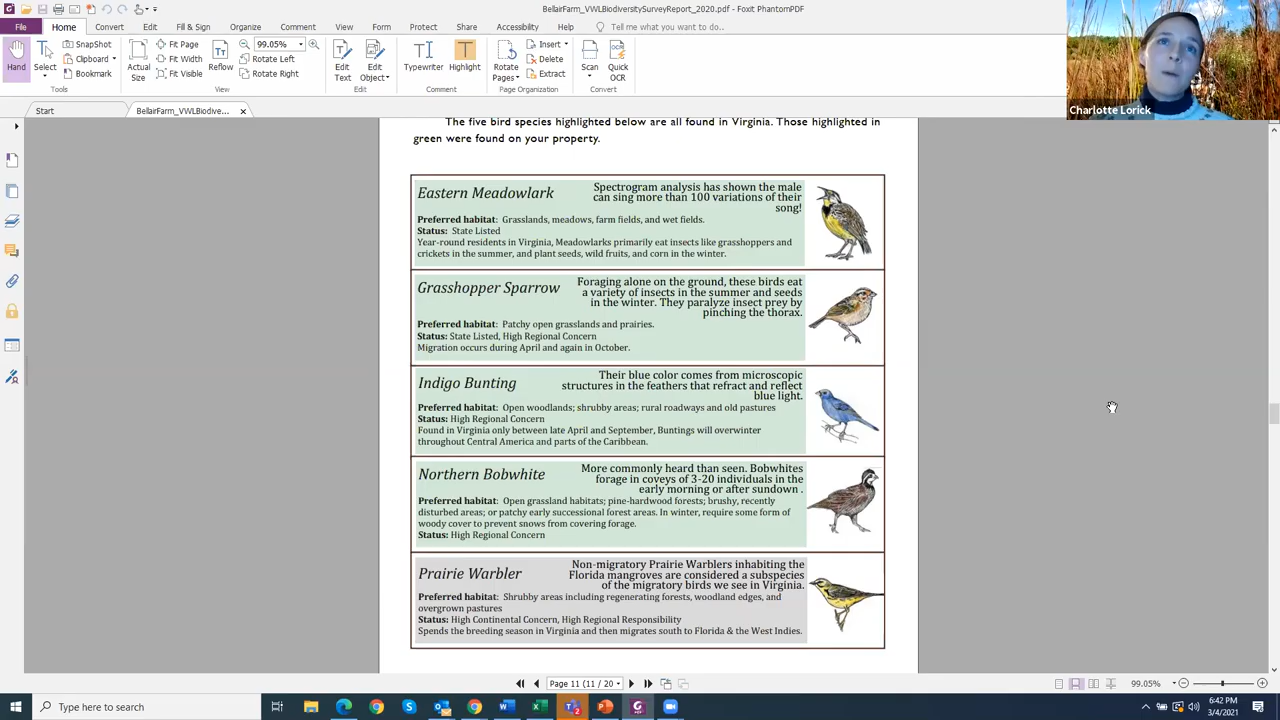 BellairFarm_VWLBiodiversitySurveyReport_2020.pdf - Foxit PhantomPDF
File Home Convert Edit Organize Comment View Form Protect Share Accessibility Help Tell me what you want to do..
Hand
Select
SnapShot
Clipboard
Bookmark
Tools
Actual Size
Fit Page
Fit Width
Fit Visible
Reflow
99.05%
Rotate Left
Rotate Right
View
Edit Text
Edit Object
Edit
Typewriter
Highlight
Comment
Rotate Pages
Insert
Delete
Extract
Page Organization
Scan
Quick OCR
Convert
Charlotte Lorick
Start
BellairFarm_VWLBiodive...
The five bird species highlighted below are all found in Virginia. Those highlighted in
green were found on your property.
Eastern Meadowlark
Spectrogram analysis has shown the male
can sing more than 100 variations of their
song!
Preferred habitat: Grasslands, meadows, farm fields, and wet fields.
Status: State Listed
Year-round residents in Virginia, Meadowlarks primarily eat insects like grasshoppers and
crickets in the summer, and plant seeds, wild fruits, and corn in the winter.
Grasshopper Sparrow
Foraging alone on the ground, these birds eat
a variety of insects in the summer and seeds
in the winter. They paralyze insect prey by
pinching the thorax.
Preferred habitat: Patchy open grasslands and prairies.
Status: State Listed, High Regional Concern
Migration occurs during April and again in October.
Indigo Bunting
Their blue color comes from microscopic
structures in the feathers that refract and reflect
blue light.
Preferred habitat: Open woodlands; shrubby areas; rural roadways and old pastures
Status: High Regional Concern
Found in Virginia only between late April and September, Buntings will overwinter
throughout Central America and parts of the Caribbean.
Northern Bobwhite
More commonly heard than seen. Bobwhites
forage in coveys of 3-20 individuals in the
early morning or after sundown .
Preferred habitat: Open grassland habitats; pine-hardwood forests; brushy, recently
disturbed areas; or patchy early successional forest areas. In winter, require some form of
woody cover to prevent snows from covering forage.
Status: High Regional Concern
Prairie Warbler
Non-migratory Prairie Warblers inhabiting the
Florida mangroves are considered a subspecies
of the migratory birds we see in Virginia.
Preferred habitat: Shrubby areas including regenerating forests, woodland edges, and
overgrown pastures
Status: High Continental Concern, High Regional Responsibility
Spends the breeding season in Virginia and then migrates south to Florida & the West Indies.
Page 11 (11 / 20
99.05%
Type here to search
6:42 PM
3/4/2021